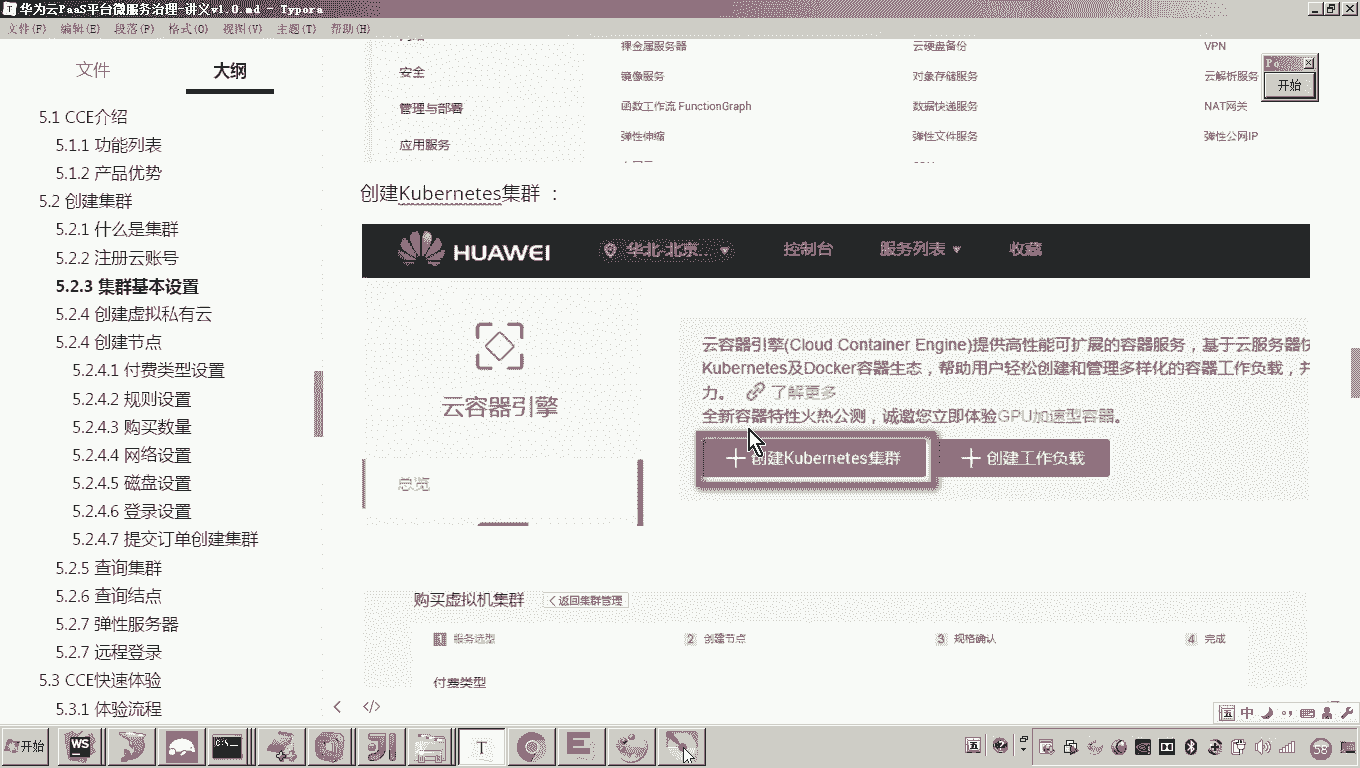 华为云PaaS平台微服务治理-讲义v1.0.md - Typora
文件(F) 编辑(E) 段落(P) 格式(O) 视图(V) 主题(T) 帮助(H)
文件
大纲
5.1 CCE介绍
5.1.1 功能列表
5.1.2 产品优势
5.2 创建集群
5.2.1 什么是集群
5.2.2 注册云账号
5.2.3 集群基本设置
5.2.4 创建虚拟私有云
5.2.4 创建节点
5.2.4.1 付费类型设置
5.2.4.2 规则设置
5.2.4.3 购买数量
5.2.4.4 网络设置
5.2.4.5 磁盘设置
5.2.4.6 登录设置
5.2.4.7 提交订单创建集群
5.2.5 查询集群
5.2.6 查询结点
5.2.7 弹性服务器
5.2.7 远程登录
5.3 CCE快速体验
5.3.1 体验流程
安全
管理与部署
应用服务
裸金属服务器
镜像服务
函数工作流 FunctionGraph
弹性伸缩
云硬盘备份
对象存储服务
数据快递服务
弹性文件服务
VPN
云解析服务
NAT网关
弹性公网IP
Po
开始
创建Kubernetes集群 ：
HUAWEI
华北-北京...
控制台
服务列表
收藏
云容器引擎
总览
云容器引擎(Cloud Container Engine)提供高性能可扩展的容器服务，基于云服务器快
Kubernetes及Docker容器生态，帮助用户轻松创建和管理多样化的容器工作负载，并
力。 了解更多
全新容器特性火热公测，诚邀您立即体验GPU加速型容器。
创建Kubernetes集群
创建工作负载
购买虚拟机集群
返回集群管理
1 服务选型
2 创建节点
3 规格确认
4 完成
付费类型
</>
五 中
开始
WS
C:\
T
五
58